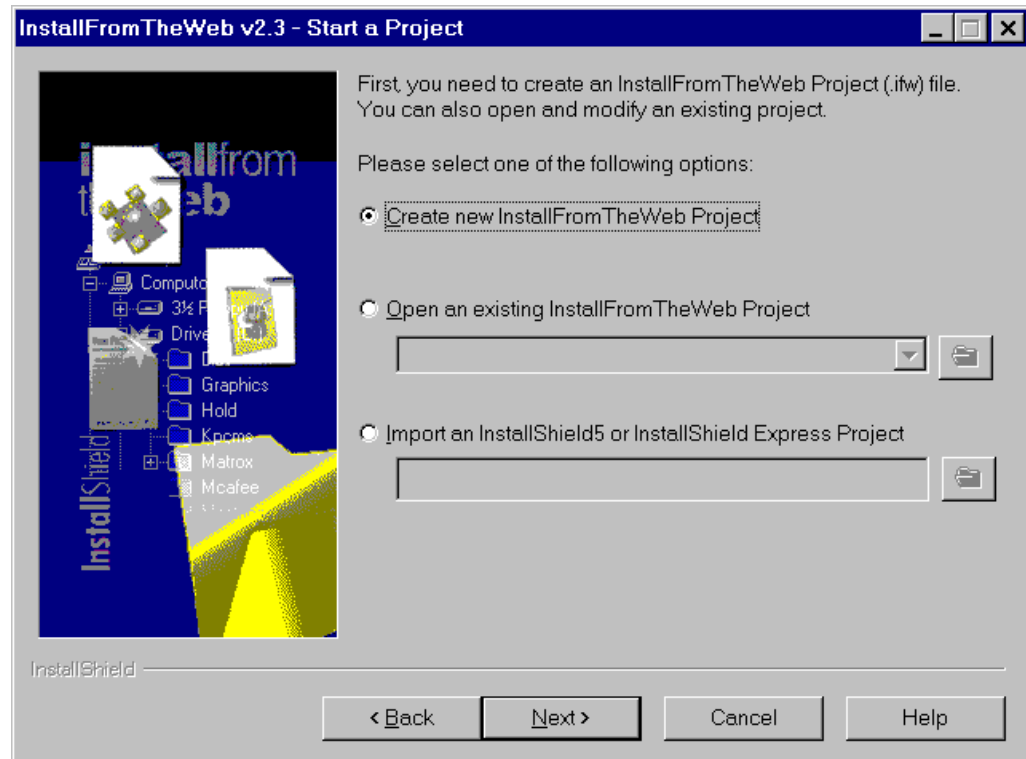 InstallFromTheWeb v2.3 - Start a Project
First, you need to create an InstallFromTheWeb Project (.ifw) file.
You can also open and modify an existing project.
Please select one of the following options:
Create new InstallFromTheWeb Project
Open an existing InstallFromTheWeb Project
Import an InstallShield5 or InstallShield Express Project
from
Graphics
Hold
Kpcms
Matrox
Mcafee
InstallShield
InstallShield
< Back
Next >
Cancel
Help